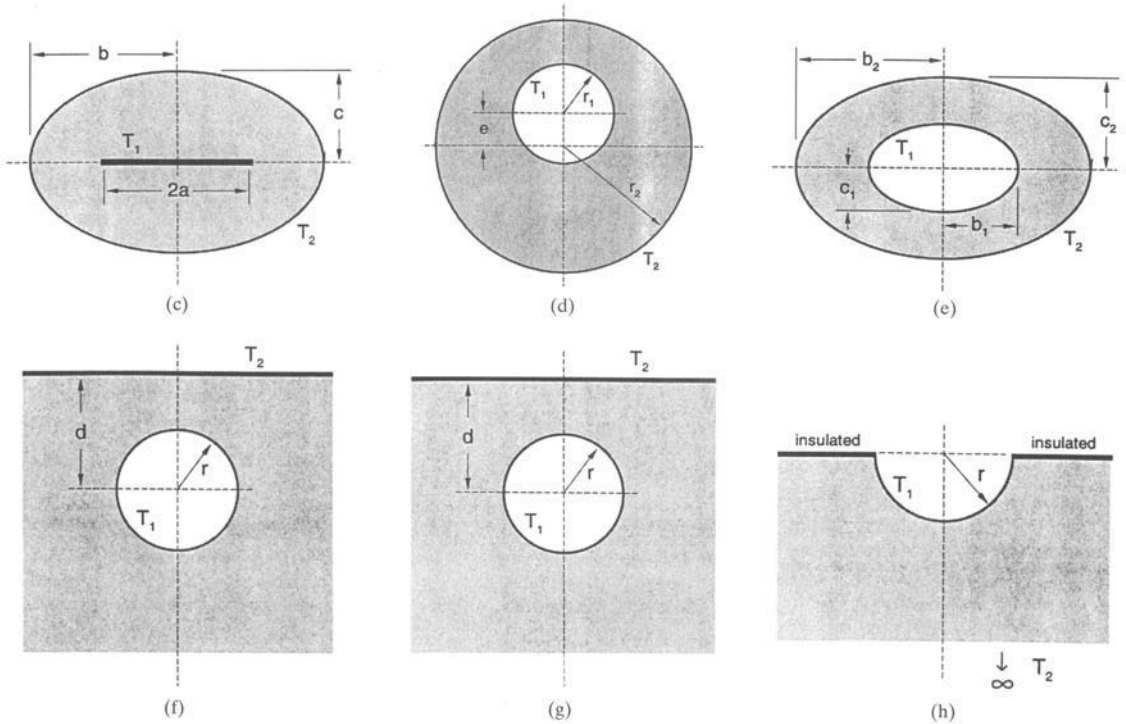 b
c
T₁
2a
T₂
(c)
T₁
r₁
e
r₂
T₂
(d)
b₂
c₂
T₁
c₁
b₁
T₂
(e)
T₂
d
r
T₁
(f)
T₂
d
r
T₁
(g)
insulated
insulated
T₁
r
↓
∞
T₂
(h)